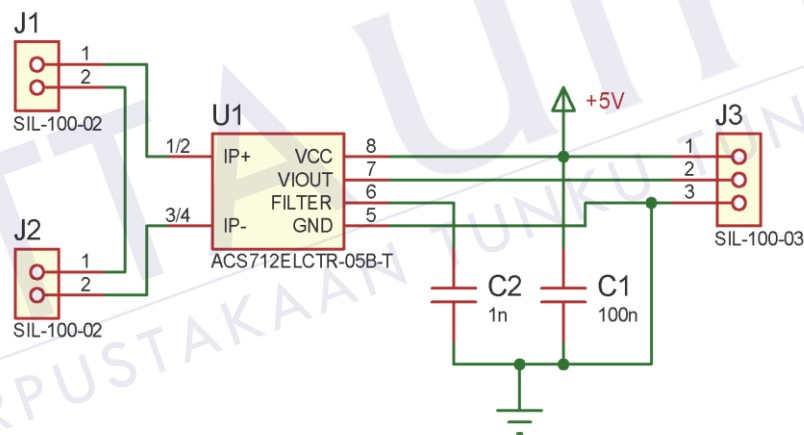 J1
1
2
SIL-100-02
J2
1
2
SIL-100-02
U1
1/2
IP+
VCC
8
VIOUT
7
FILTER
6
3/4
IP-
GND
5
ACS712ELCTR-05B-T
+5V
C2
1n
C1
100n
J3
1
2
3
SIL-100-03
PERPUSTAKAAN TUNKU TUN